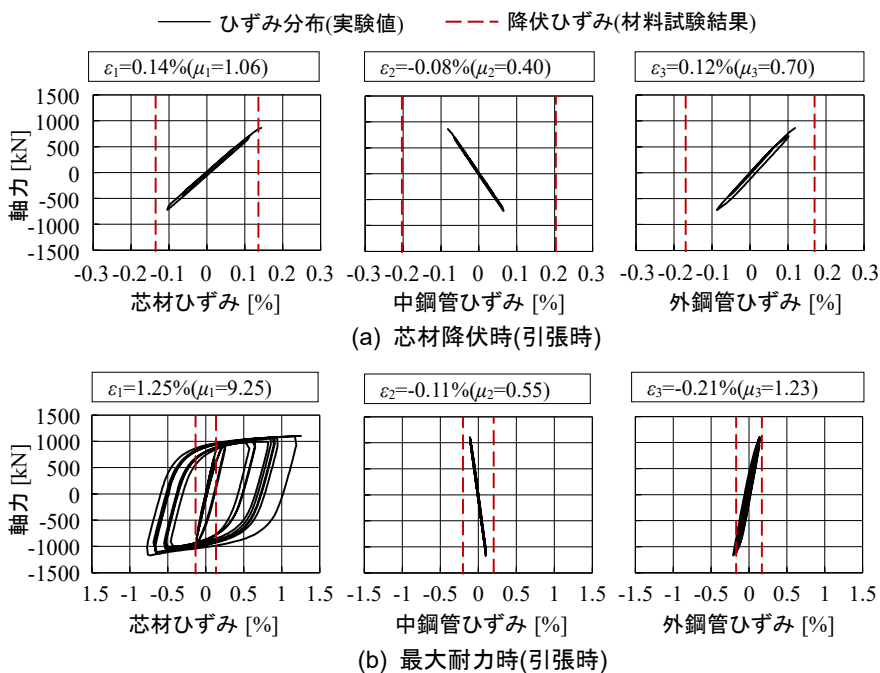 ひずみ分布(実験値) 降伏ひずみ(材料試験結果)
ε1=0.14%(μ1=1.06) ε2=-0.08%(μ2=0.40) ε3=0.12%(μ3=0.70)
軸力 [kN]
1500
1000
500
0
-500
-1000
-1500
-0.3 -0.2 -0.1 0 0.1 0.2 0.3 -0.3 -0.2 -0.1 0 0.1 0.2 0.3 -0.3 -0.2 -0.1 0 0.1 0.2 0.3
芯材ひずみ [%] 中鋼管ひずみ [%] 外鋼管ひずみ [%]
(a) 芯材降伏時(引張時)
ε1=1.25%(μ1=9.25) ε2=-0.11%(μ2=0.55) ε3=-0.21%(μ3=1.23)
軸力 [kN]
1500
1000
500
0
-500
-1000
-1500
1.5 -1 -0.5 0 0.5 1 1.5 -1.5 -1 -0.5 0 0.5 1 1.5 -1.5 -1 -0.5 0 0.5 1 1.5
芯材ひずみ [%] 中鋼管ひずみ [%] 外鋼管ひずみ [%]
(b) 最大耐力時(引張時)